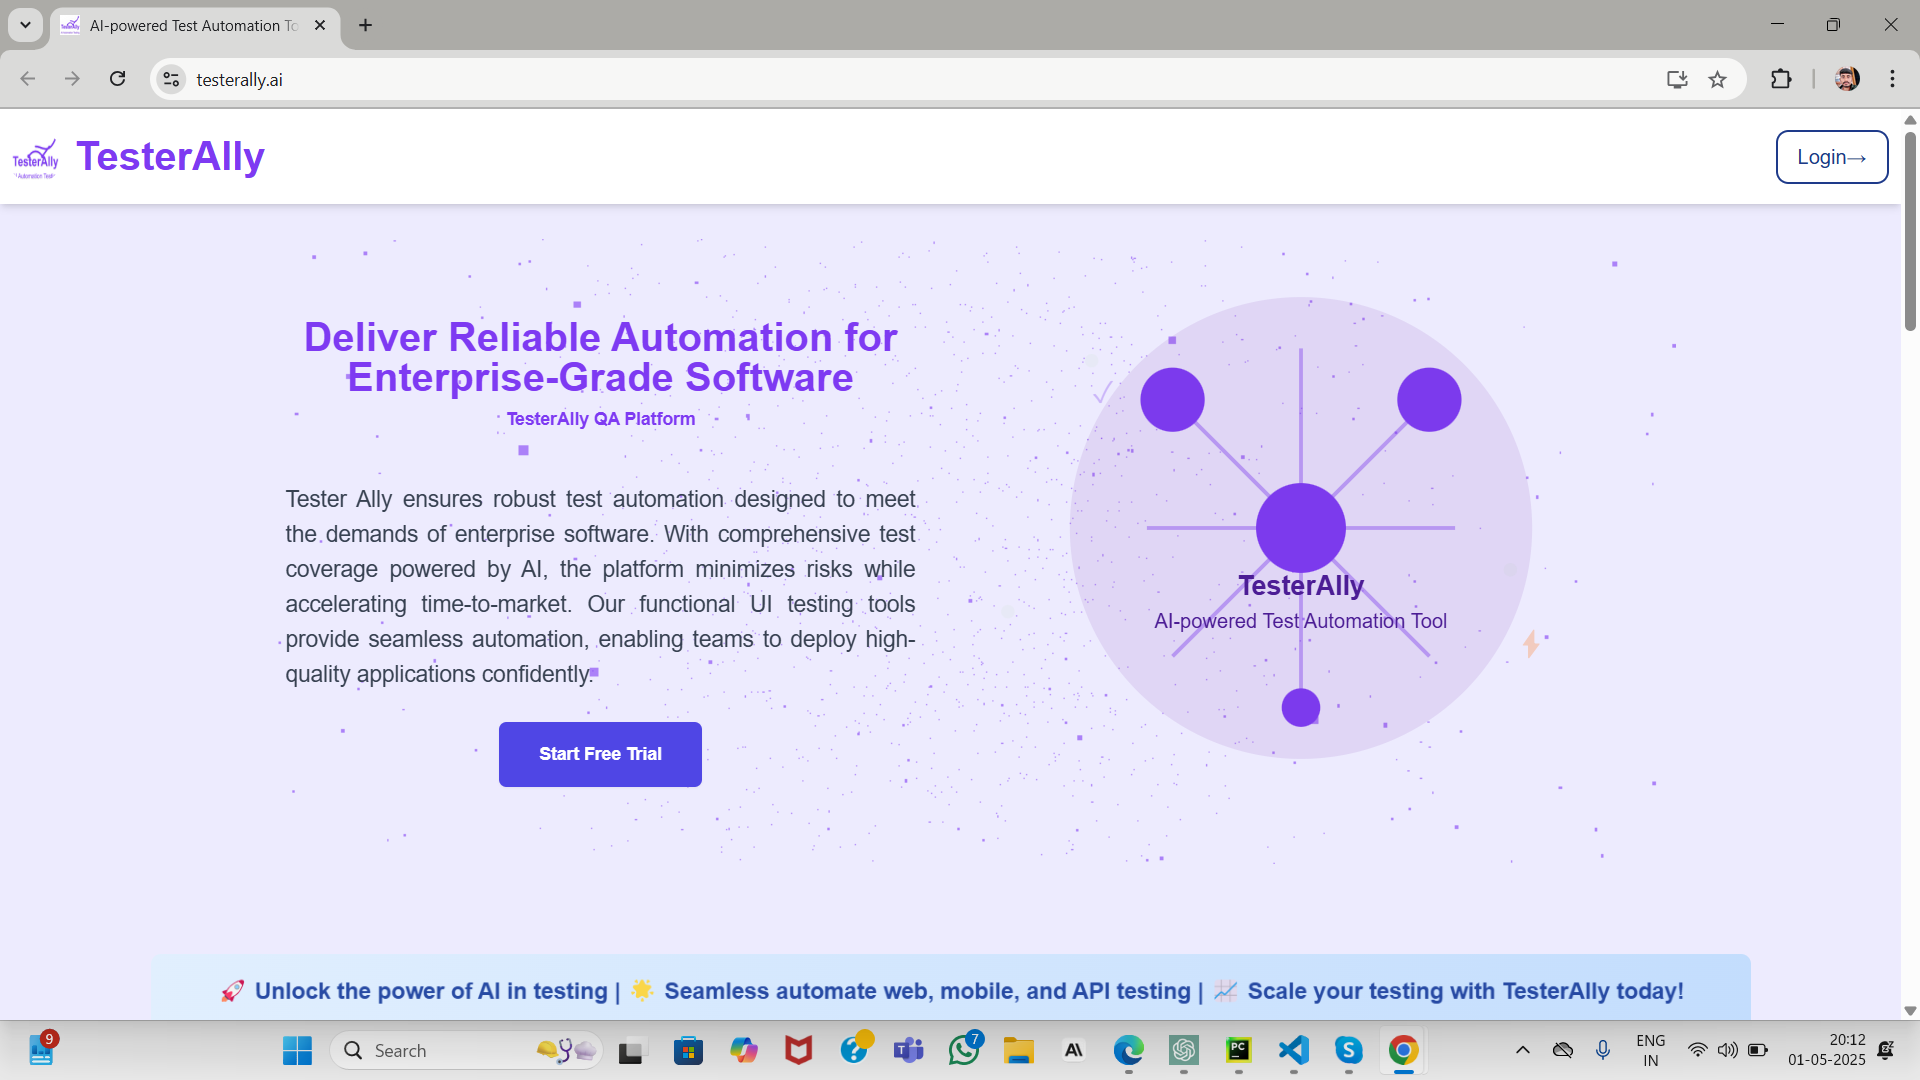 AI-powered Test Automation To
testerally.ai
TesterAlly
TesterAlly
Login→
Deliver Reliable Automation for
Enterprise-Grade Software
TesterAlly QA Platform
Tester Ally ensures robust test automation designed to meet
the demands of enterprise software. With comprehensive test
coverage powered by AI, the platform minimizes risks while
accelerating time-to-market. Our functional UI testing tools
provide seamless automation, enabling teams to deploy high-
quality applications confidently.
Start Free Trial
TesterAlly
AI-powered Test Automation Tool
🚀 Unlock the power of AI in testing | 🌟 Seamless automate web, mobile, and API testing | 📈 Scale your testing with TesterAlly today!
9
Search
7
ENG
IN
20:12
01-05-2025